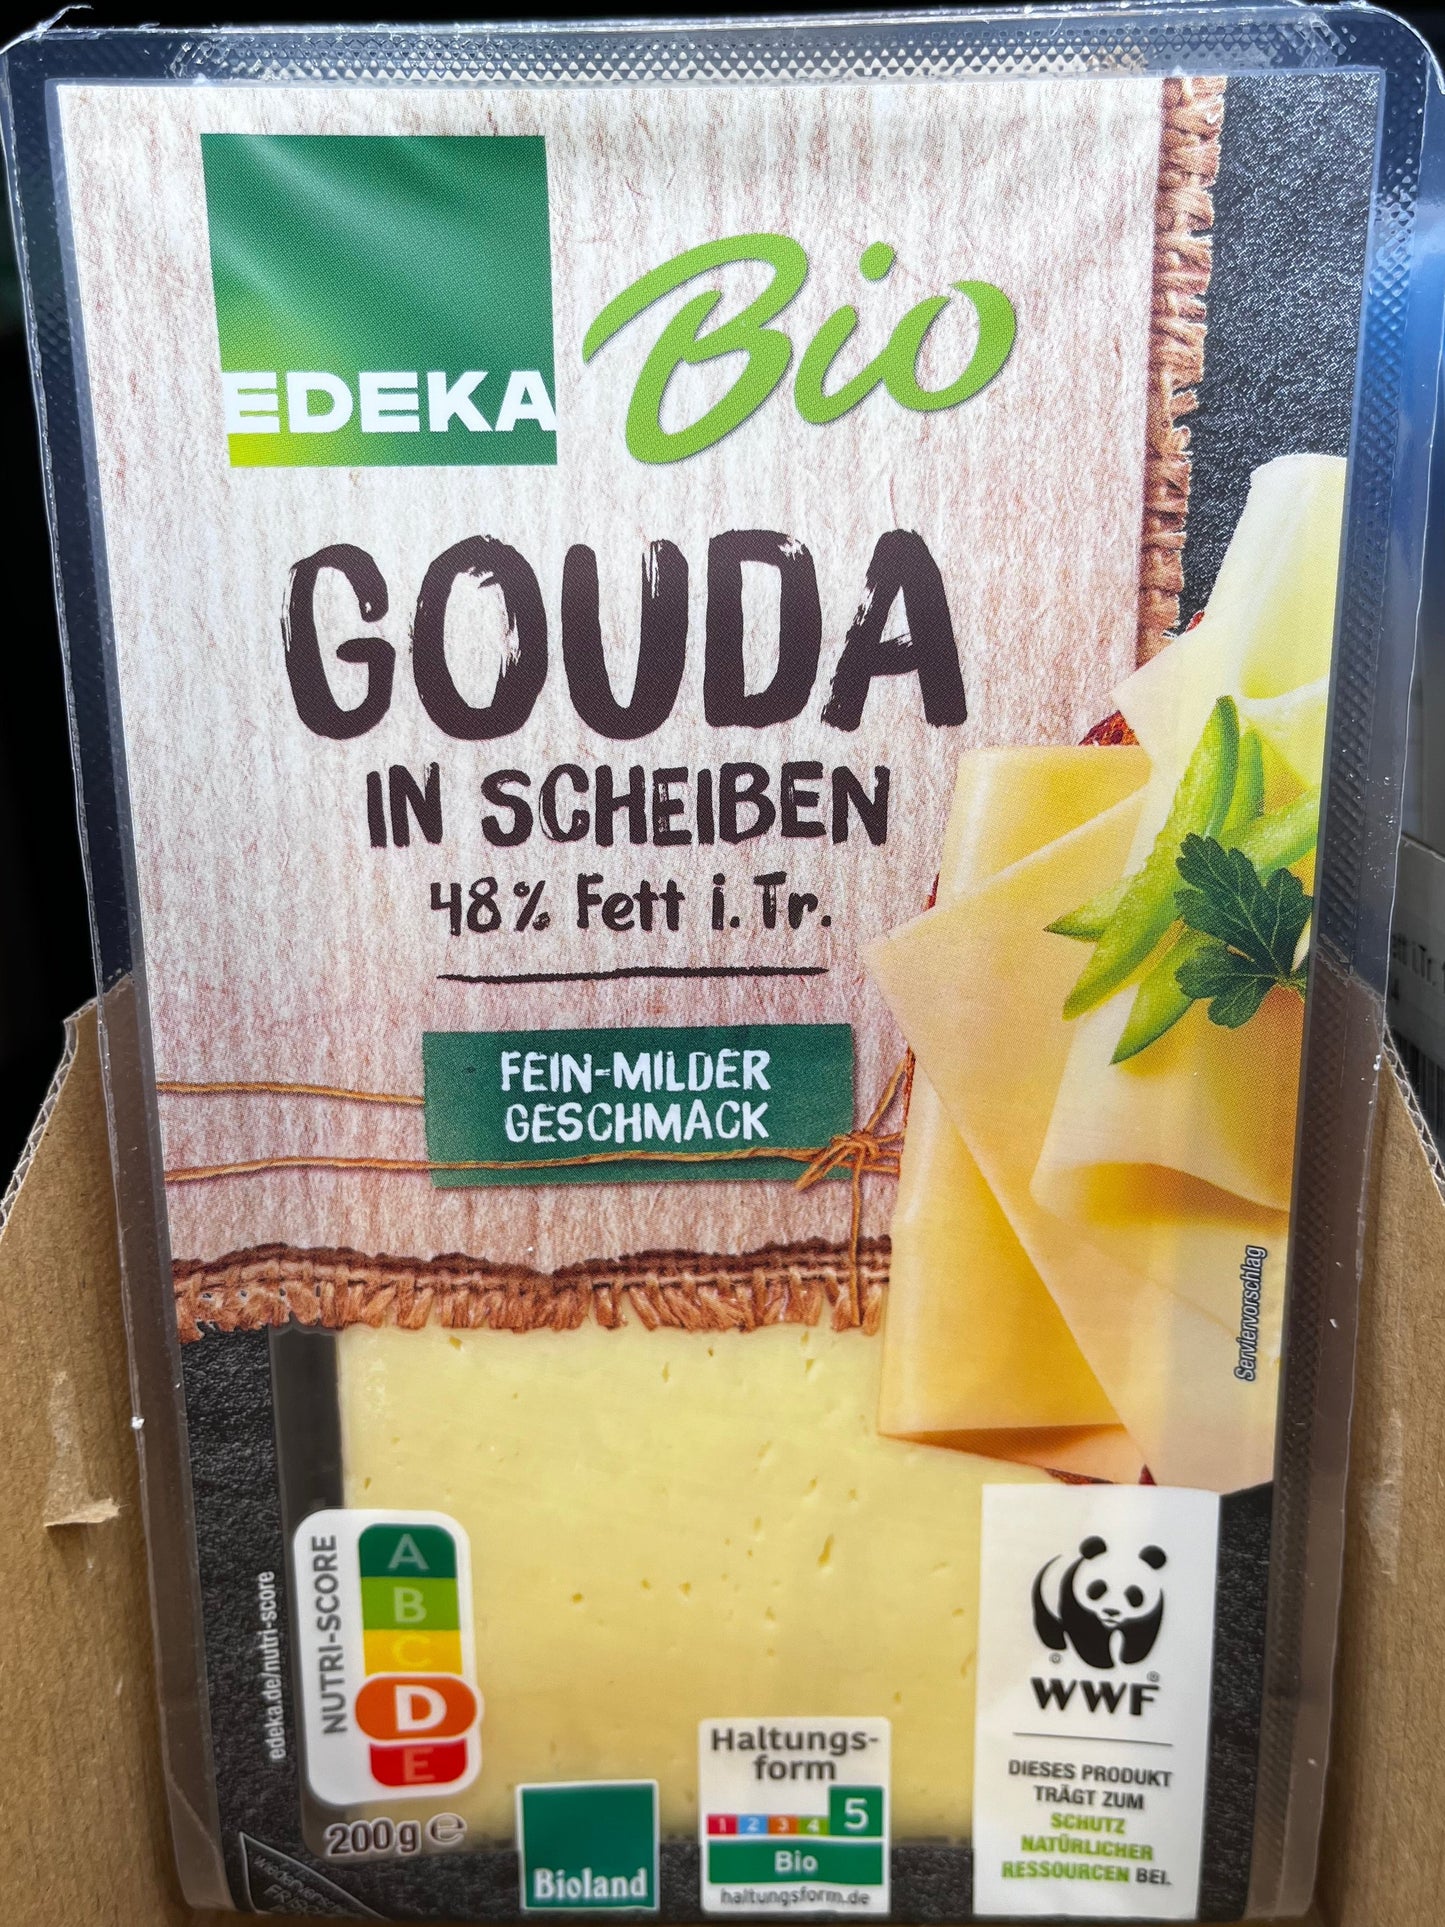 EDEKA
Bio
GOUDA
IN SCHEIBEN
48% Fett i.Tr.
FEIN-MILDER
GESCHMACK
Serviervorschlag
edeka.de/nutri-score
NUTRI-SCORE
A
B
C
D
E
200g ℮
Bioland
Haltungs-
form
1 2 3 4 5
Bio
haltungsform.de
®
WWF®
DIESES PRODUKT
TRÄGT ZUM
SCHUTZ
NATÜRLICHER
RESSOURCEN BEI.